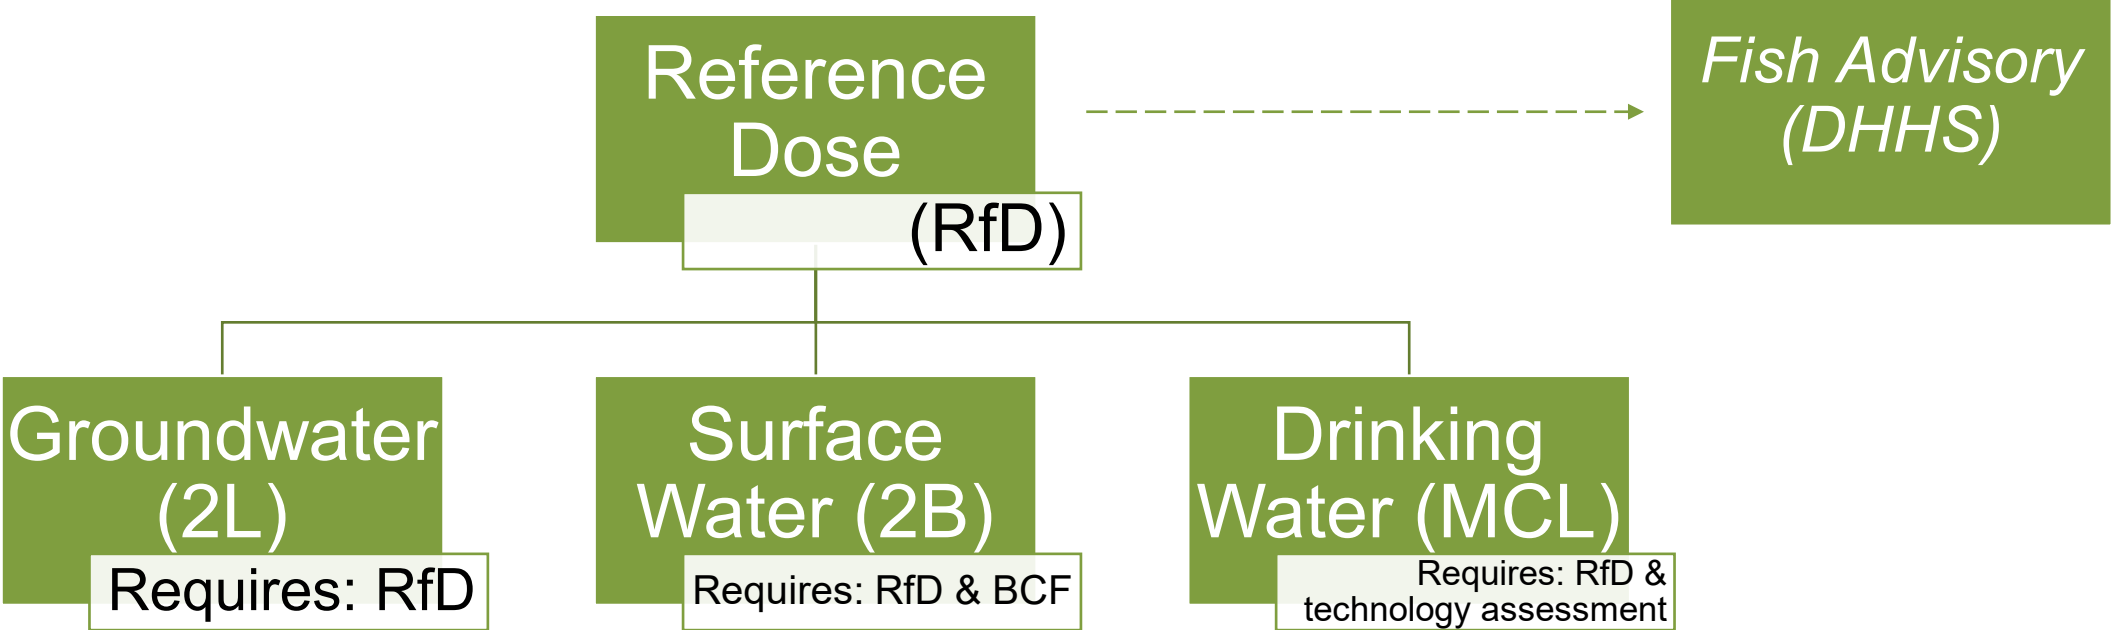 Reference
Dose
(RfD)
Fish Advisory
(DHHS)
Groundwater
(2L)
Requires: RfD
Surface
Water (2B)
Requires: RfD & BCF
Drinking
Water (MCL)
Requires: RfD &
technology assessment